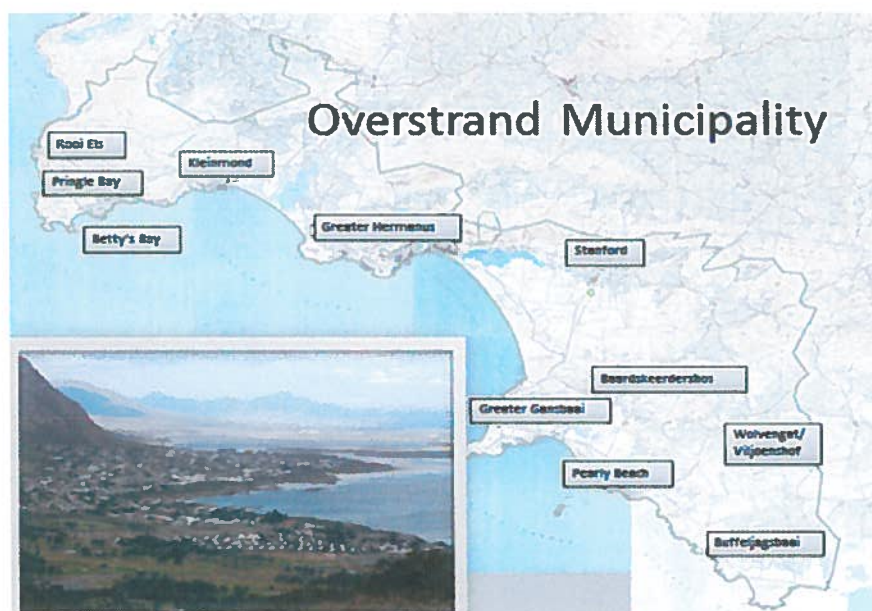 Overstrand Municipality
Rooi Els
Kleinmond
Pringle Bay
Greater Hermanus
Betty's Bay
Stanford
Baardskeerdersbos
Greater Gansbaai
Wolvengat/
Viljoenshof
Pearly Beach
Buffeljagsbaai